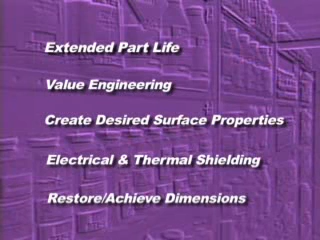 Extended Part Life
Value Engineering
Create Desired Surface Properties
Electrical & Thermal Shielding
Restore/Achieve Dimensions